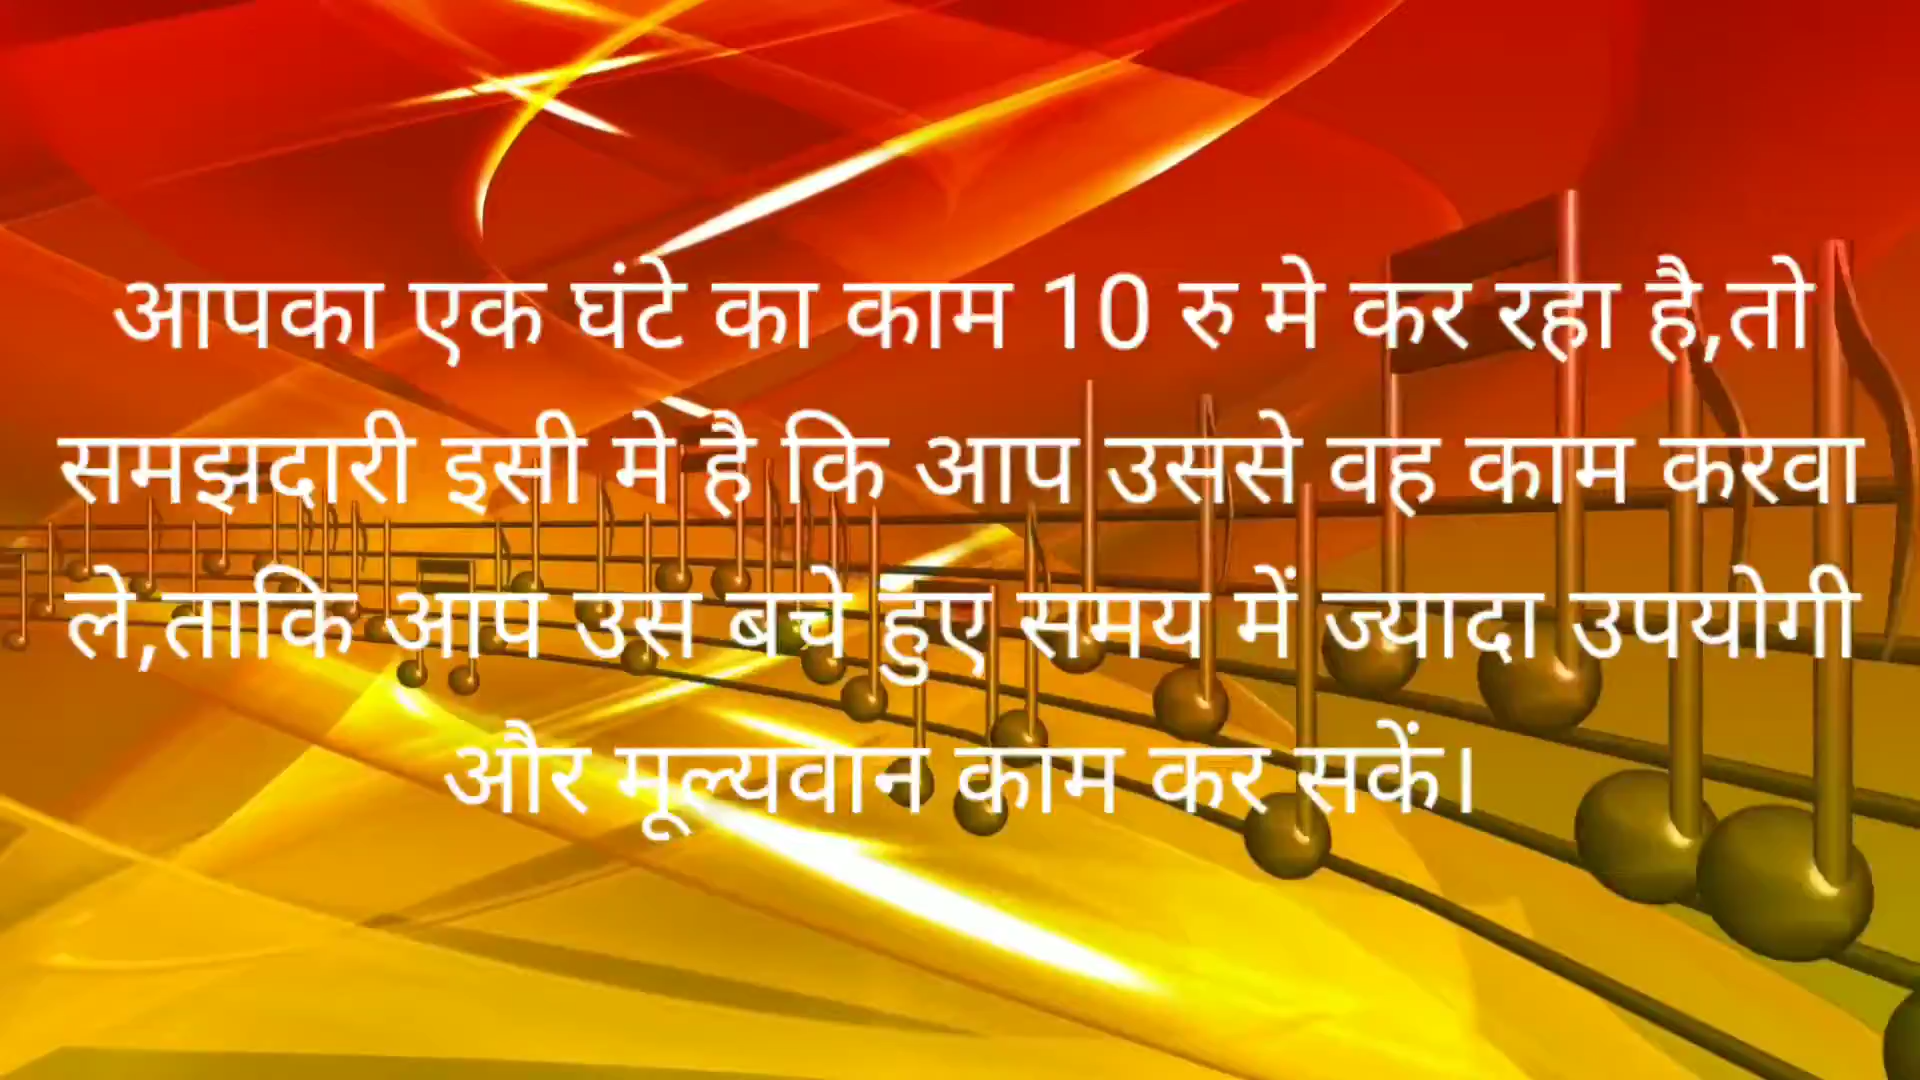 आपका एक घंटे का काम 10 रु मे कर रहा है,तो
समझदारी इसी मे है कि आप उससे वह काम करवा
ले,ताकि आप उस बचे हुए समय में ज्यादा उपयोगी
और मूल्यवान काम कर सकें।